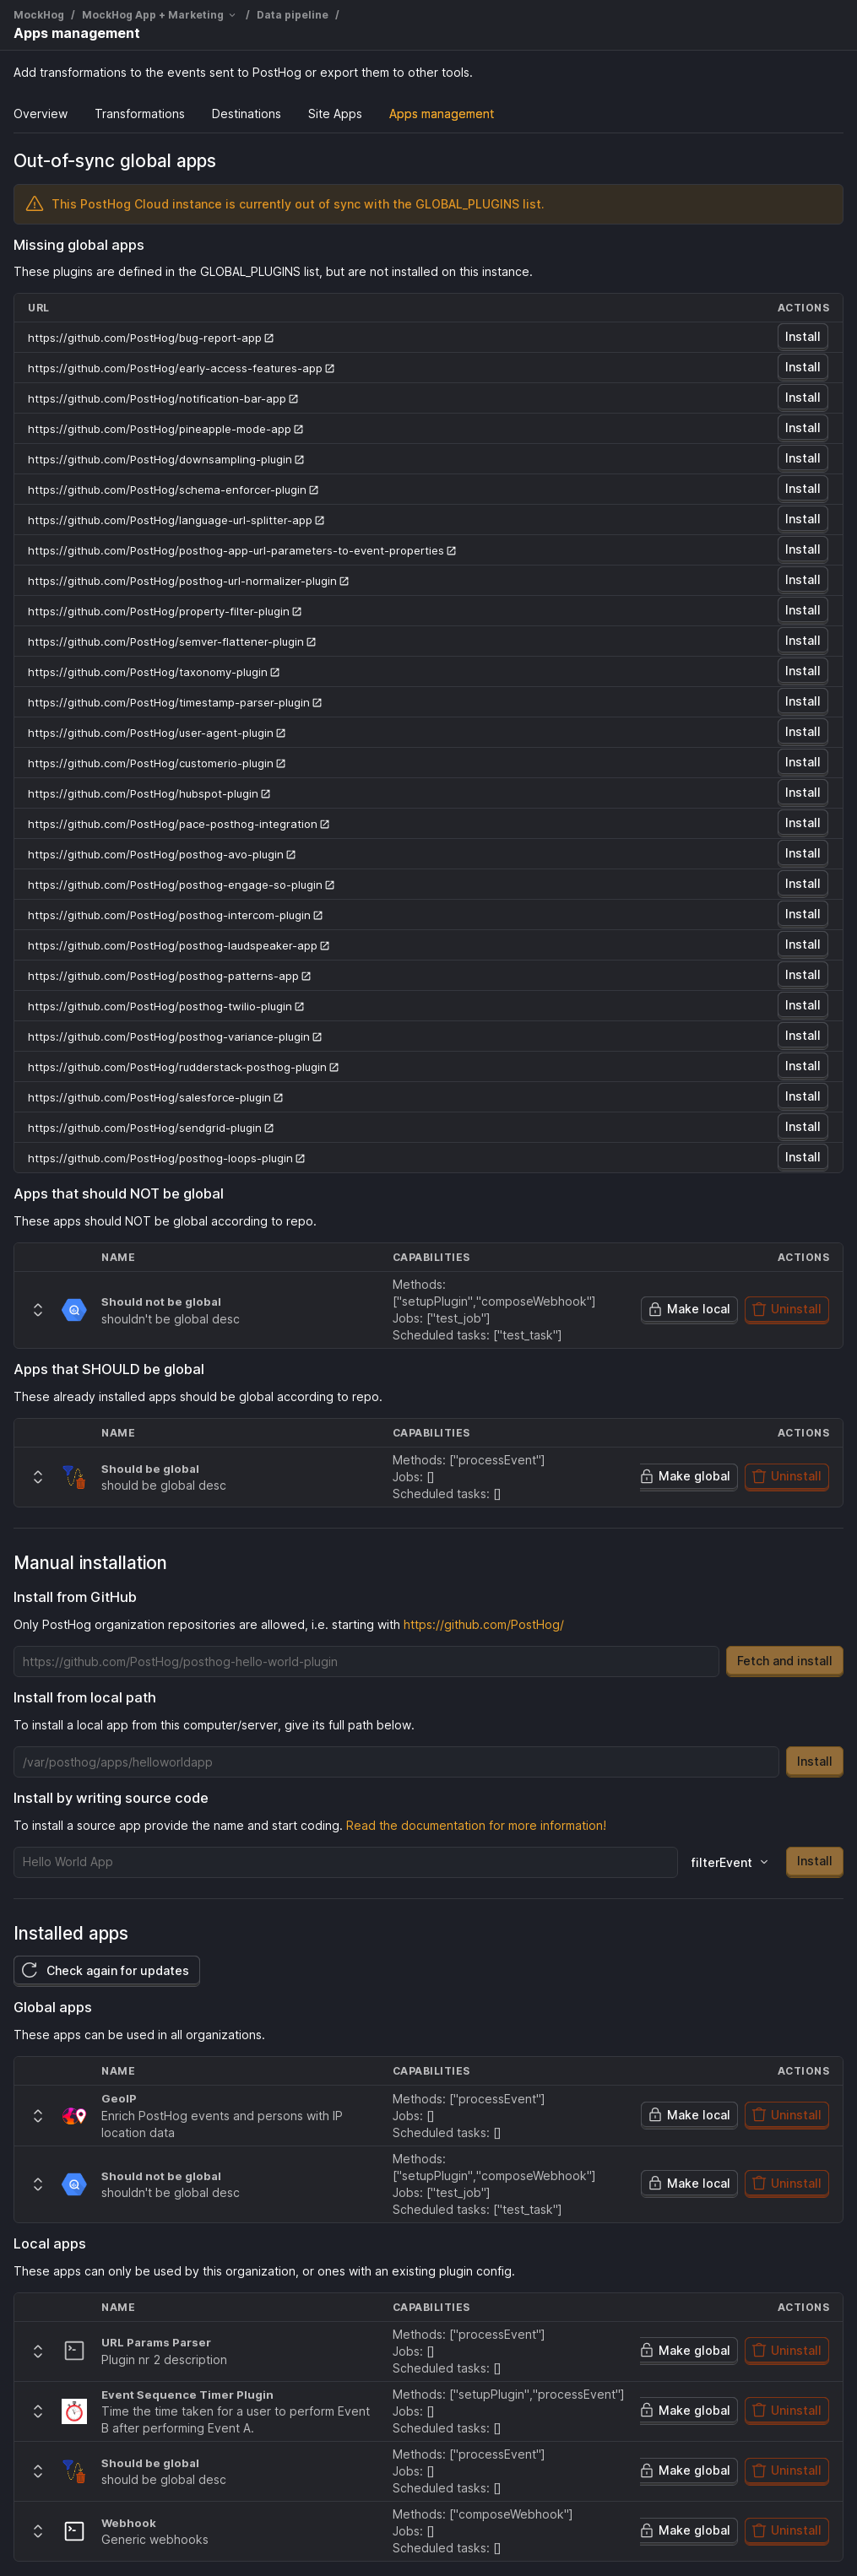 MockHog / MockHog App + Marketing / Data pipeline /
Apps management
Add transformations to the events sent to PostHog or export them to other tools.
Overview Transformations Destinations Site Apps Apps management
Out-of-sync global apps
This PostHog Cloud instance is currently out of sync with the GLOBAL_PLUGINS list.
Missing global apps
These plugins are defined in the GLOBAL_PLUGINS list, but are not installed on this instance.
URL ACTIONS
https://github.com/PostHog/bug-report-app Install
https://github.com/PostHog/early-access-features-app Install
https://github.com/PostHog/notification-bar-app Install
https://github.com/PostHog/pineapple-mode-app Install
https://github.com/PostHog/downsampling-plugin Install
https://github.com/PostHog/schema-enforcer-plugin Install
https://github.com/PostHog/language-url-splitter-app Install
https://github.com/PostHog/posthog-app-url-parameters-to-event-properties Install
https://github.com/PostHog/posthog-url-normalizer-plugin Install
https://github.com/PostHog/property-filter-plugin Install
https://github.com/PostHog/semver-flattener-plugin Install
https://github.com/PostHog/taxonomy-plugin Install
https://github.com/PostHog/timestamp-parser-plugin Install
https://github.com/PostHog/user-agent-plugin Install
https://github.com/PostHog/customerio-plugin Install
https://github.com/PostHog/hubspot-plugin Install
https://github.com/PostHog/pace-posthog-integration Install
https://github.com/PostHog/posthog-avo-plugin Install
https://github.com/PostHog/posthog-engage-so-plugin Install
https://github.com/PostHog/posthog-intercom-plugin Install
https://github.com/PostHog/posthog-laudspeaker-app Install
https://github.com/PostHog/posthog-patterns-app Install
https://github.com/PostHog/posthog-twilio-plugin Install
https://github.com/PostHog/posthog-variance-plugin Install
https://github.com/PostHog/rudderstack-posthog-plugin Install
https://github.com/PostHog/salesforce-plugin Install
https://github.com/PostHog/sendgrid-plugin Install
https://github.com/PostHog/posthog-loops-plugin Install
Apps that should NOT be global
These apps should NOT be global according to repo.
NAME CAPABILITIES ACTIONS
Should not be global
shouldn't be global desc
Methods:
["setupPlugin","composeWebhook"]
Jobs: ["test_job"]
Scheduled tasks: ["test_task"]
Make local Uninstall
Apps that SHOULD be global
These already installed apps should be global according to repo.
NAME CAPABILITIES ACTIONS
Should be global
should be global desc
Methods: ["processEvent"]
Jobs: []
Scheduled tasks: []
Make global Uninstall
Manual installation
Install from GitHub
Only PostHog organization repositories are allowed, i.e. starting with https://github.com/PostHog/
https://github.com/PostHog/posthog-hello-world-plugin Fetch and install
Install from local path
To install a local app from this computer/server, give its full path below.
/var/posthog/apps/helloworldapp Install
Install by writing source code
To install a source app provide the name and start coding. Read the documentation for more information!
Hello World App filterEvent Install
Installed apps
Check again for updates
Global apps
These apps can be used in all organizations.
NAME CAPABILITIES ACTIONS
GeoIP
Enrich PostHog events and persons with IP
location data
Methods: ["processEvent"]
Jobs: []
Scheduled tasks: []
Make local Uninstall
Should not be global
shouldn't be global desc
Methods:
["setupPlugin","composeWebhook"]
Jobs: ["test_job"]
Scheduled tasks: ["test_task"]
Make local Uninstall
Local apps
These apps can only be used by this organization, or ones with an existing plugin config.
NAME CAPABILITIES ACTIONS
URL Params Parser
Plugin nr 2 description
Methods: ["processEvent"]
Jobs: []
Scheduled tasks: []
Make global Uninstall
Event Sequence Timer Plugin
Time the time taken for a user to perform Event
B after performing Event A.
Methods: ["setupPlugin","processEvent"]
Jobs: []
Scheduled tasks: []
Make global Uninstall
Should be global
should be global desc
Methods: ["processEvent"]
Jobs: []
Scheduled tasks: []
Make global Uninstall
Webhook
Generic webhooks
Methods: ["composeWebhook"]
Jobs: []
Scheduled tasks: []
Make global Uninstall